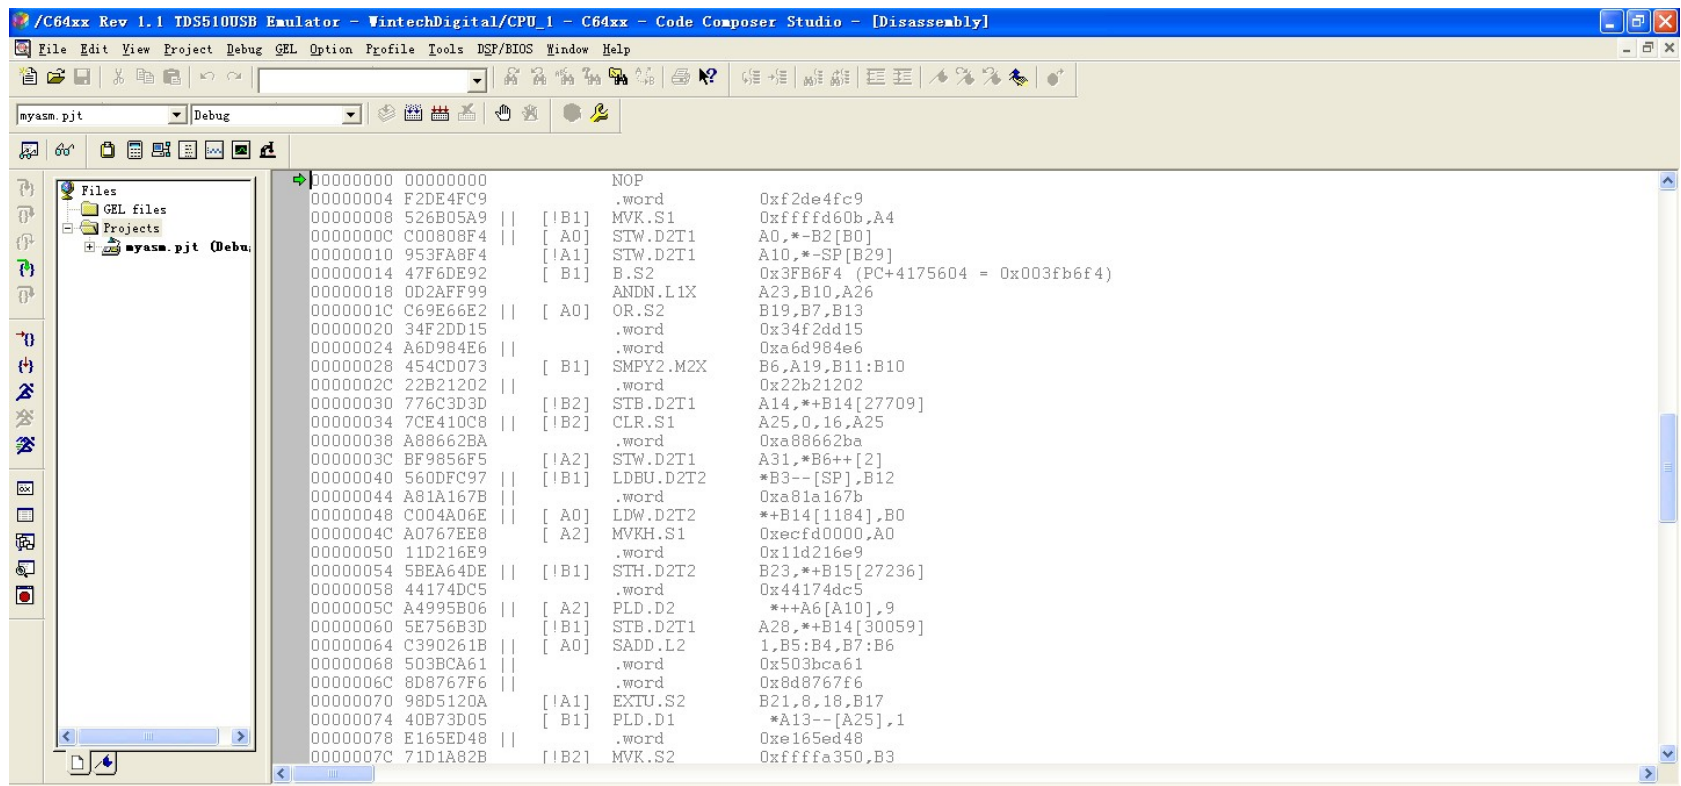 /C64xx Rev 1.1 TDS510USB Emulator - WintechDigital/CPU_1 - C64xx - Code Composer Studio - [Disassembly]
File Edit View Project Debug GEL Option Profile Tools DSP/BIOS Window Help
myasm.pjt Debug
Files
GEL files
Projects
myasm.pjt (Debu
00000000 00000000 NOP
00000004 F2DE4FC9 .word 0xf2de4fc9
00000008 526B05A9 || [!B1] MVK.S1 0xffffd60b,A4
0000000C C00808F4 || [ A0] STW.D2T1 A0,*-B2[B0]
00000010 953FA8F4 [!A1] STW.D2T1 A10,*-SP[B29]
00000014 47F6DE92 [ B1] B.S2 0x3FB6F4 (PC+4175604 = 0x003fb6f4)
00000018 0D2AFF99 ANDN.L1X A23,B10,A26
0000001C C69E66E2 || [ A0] OR.S2 B19,B7,B13
00000020 34F2DD15 .word 0x34f2dd15
00000024 A6D984E6 || .word 0xa6d984e6
00000028 454CD073 [ B1] SMPY2.M2X B6,A19,B11:B10
0000002C 22B21202 || .word 0x22b21202
00000030 776C3D3D [!B2] STB.D2T1 A14,*+B14[27709]
00000034 7CE410C8 || [!B2] CLR.S1 A25,0,16,A25
00000038 A88662BA .word 0xa88662ba
0000003C BF9856F5 [!A2] STW.D2T1 A31,*B6++[2]
00000040 560DFC97 || [!B1] LDBU.D2T2 *B3--[SP],B12
00000044 A81A167B || .word 0xa81a167b
00000048 C004A06E || [ A0] LDW.D2T2 *+B14[1184],B0
0000004C A0767EE8 [ A2] MVKH.S1 0xecfd0000,A0
00000050 11D216E9 .word 0x11d216e9
00000054 5BEA64DE || [!B1] STH.D2T2 B23,*+B15[27236]
00000058 44174DC5 .word 0x44174dc5
0000005C A4995B06 || [ A2] PLD.D2 *++A6[A10],9
00000060 5E756B3D [!B1] STB.D2T1 A28,*+B14[30059]
00000064 C390261B || [ A0] SADD.L2 1,B5:B4,B7:B6
00000068 503BCA61 || .word 0x503bca61
0000006C 8D8767F6 || .word 0x8d8767f6
00000070 98D5120A [!A1] EXTU.S2 B21,8,18,B17
00000074 40B73D05 [ B1] PLD.D1 *A13--[A25],1
00000078 E165ED48 || .word 0xe165ed48
0000007C 71D1A82B [!B2] MVK.S2 0xffffa350,B3